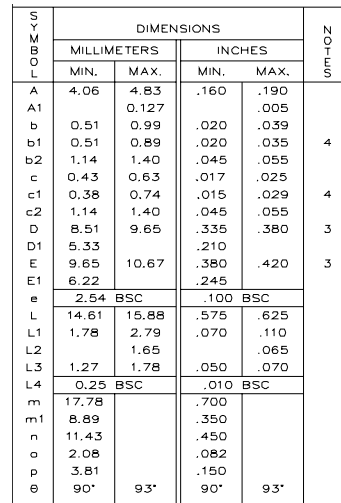 SYMBOL DIMENSIONS NOTES
MILLIMETERS INCHES
MIN. MAX. MIN. MAX.
A 4.06 4.83 .160 .190
A1 0.127 .005
b 0.51 0.99 .020 .039
b1 0.51 0.89 .020 .035 4
b2 1.14 1.40 .045 .055
c 0.43 0.63 .017 .025
c1 0.38 0.74 .015 .029 4
c2 1.14 1.40 .045 .055
D 8.51 9.65 .335 .380 3
D1 5.33 .210
E 9.65 10.67 .380 .420 3
E1 6.22 .245
e 2.54 BSC .100 BSC
L 14.61 15.88 .575 .625
L1 1.78 2.79 .070 .110
L2 1.65 .065
L3 1.27 1.78 .050 .070
L4 0.25 BSC .010 BSC
m 17.78 .700
m1 8.89 .350
n 11.43 .450
o 2.08 .082
p 3.81 .150
θ 90° 93° 90° 93°